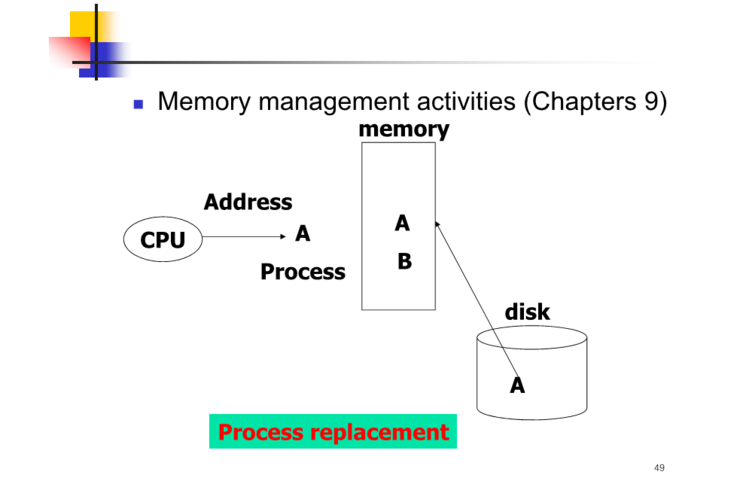 Memory management activities (Chapters 9)
memory
Address
CPU
A
Process
A
B
disk
A
Process replacement
49